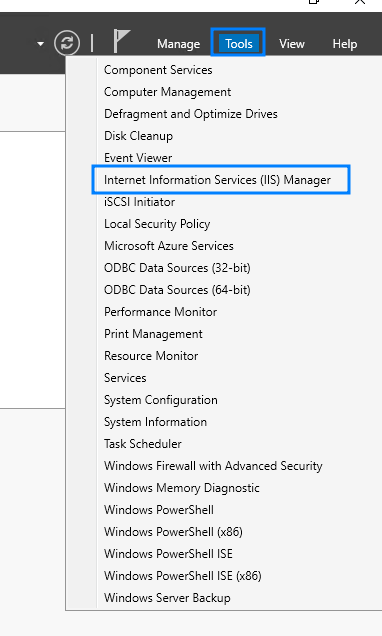 Manage Tools View Help
Component Services
Computer Management
Defragment and Optimize Drives
Disk Cleanup
Event Viewer
Internet Information Services (IIS) Manager
iSCSI Initiator
Local Security Policy
Microsoft Azure Services
ODBC Data Sources (32-bit)
ODBC Data Sources (64-bit)
Performance Monitor
Print Management
Resource Monitor
Services
System Configuration
System Information
Task Scheduler
Windows Firewall with Advanced Security
Windows Memory Diagnostic
Windows PowerShell
Windows PowerShell (x86)
Windows PowerShell ISE
Windows PowerShell ISE (x86)
Windows Server Backup